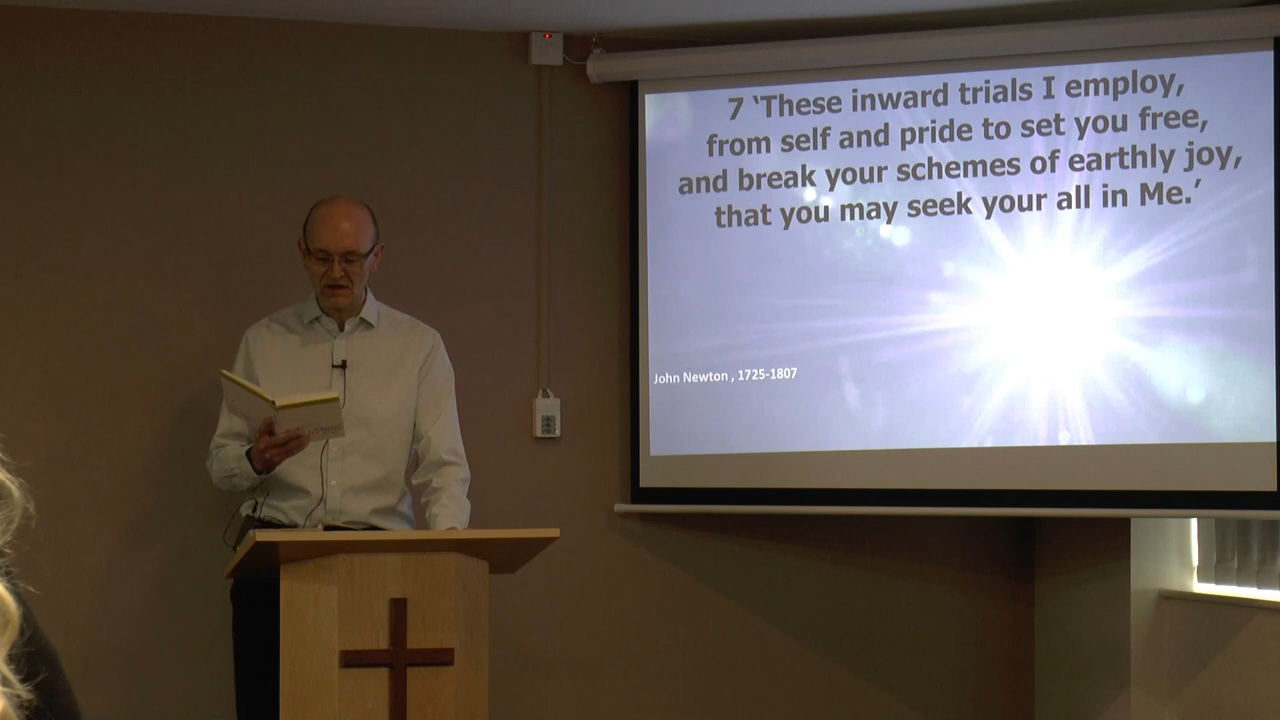 7 ‘These inward trials I employ,
from self and pride to set you free,
and break your schemes of earthly joy,
that you may seek your all in Me.’
John Newton , 1725-1807